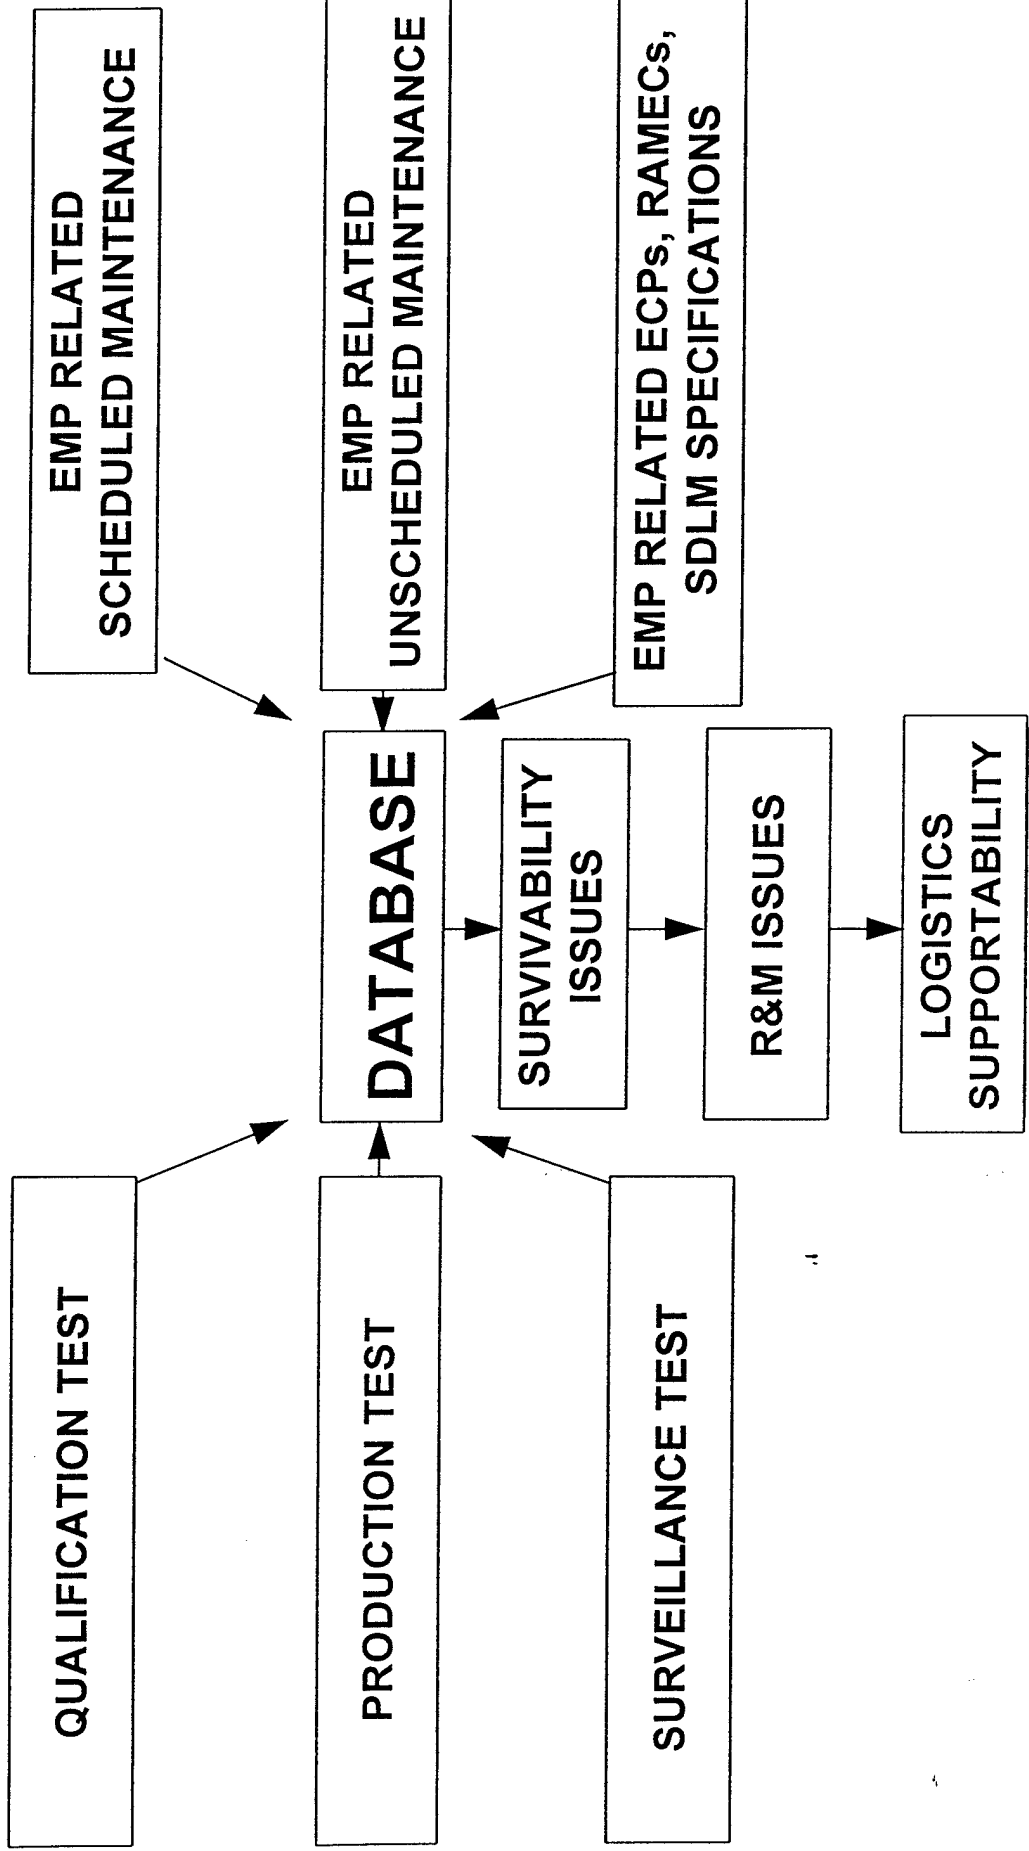 QUALIFICATION TEST
EMP RELATED
SCHEDULED MAINTENANCE
PRODUCTION TEST
DATABASE
EMP RELATED
UNSCHEDULED MAINTENANCE
SURVEILLANCE TEST
SURVIVABILITY
ISSUES
EMP RELATED ECPs, RAMECs,
SDLM SPECIFICATIONS
R&M ISSUES
LOGISTICS
SUPPORTABILITY